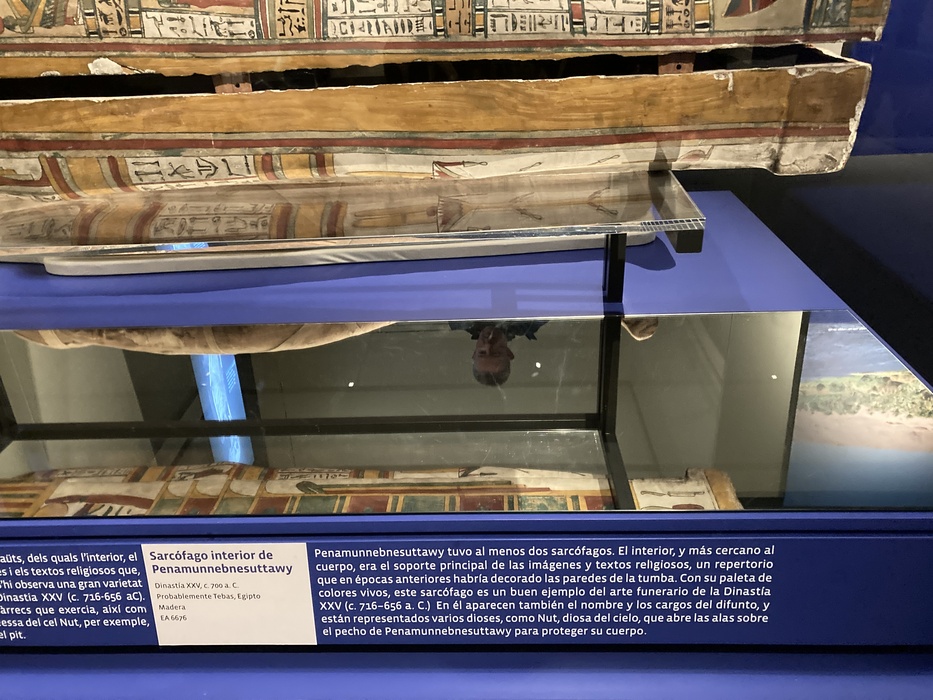 aüts, dels quals l'interior, el
es i els textos religiosos que,
'hi observa una gran varietat
Dinastia XXV (c. 716-656 aC).
càrrecs que exercia, així com
essa del cel Nut, per exemple,
el pit.
Sarcófago interior de
Penamunnebnesuttawy
Dinastía XXV, c. 700 a. C.
Probablemente Tebas, Egipto
Madera
EA 6676
Penamunnebnesuttawy tuvo al menos dos sarcófagos. El interior, y más cercano al
cuerpo, era el soporte principal de las imágenes y textos religiosos, un repertorio
que en épocas anteriores habría decorado las paredes de la tumba. Con su paleta de
colores vivos, este sarcófago es un buen ejemplo del arte funerario de la Dinastía
XXV (c. 716-656 a. C.) En él aparecen también el nombre y los cargos del difunto, y
están representados varios dioses, como Nut, diosa del cielo, que abre las alas sobre
el pecho de Penamunnebnesuttawy para proteger su cuerpo.